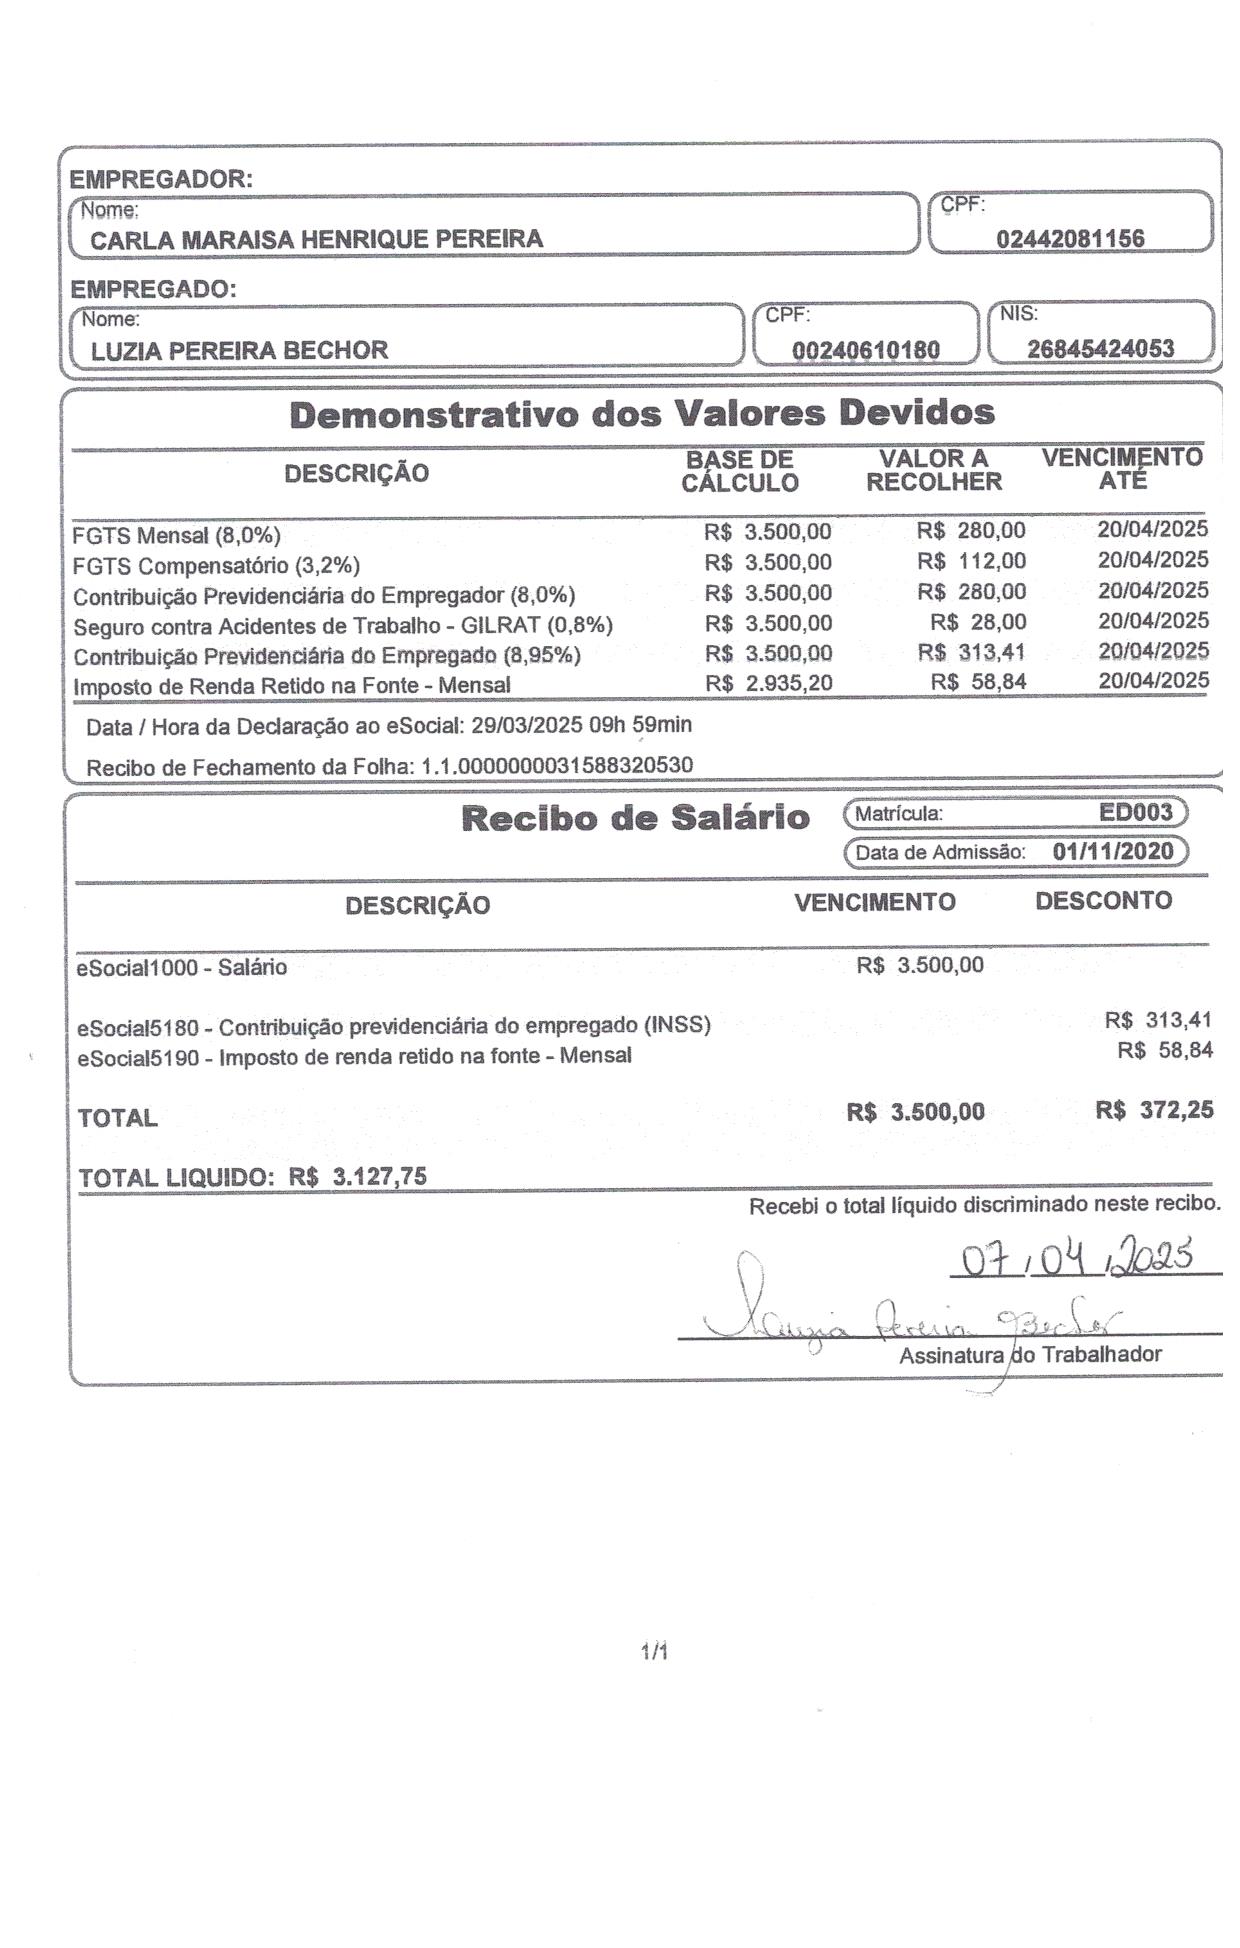 EMPREGADOR:
Nome:
CARLA MARAISA HENRIQUE PEREIRA
CPF:
02442081156
EMPREGADO:
Nome:
LUZIA PEREIRA BECHOR
CPF:
00240610180
NIS:
26845424053
Demonstrativo dos Valores Devidos
DESCRIÇÃO BASE DE CÁLCULO VALOR A RECOLHER VENCIMENTO ATÉ
FGTS Mensal (8,0%) R$ 3.500,00 R$ 280,00 20/04/2025
FGTS Compensatório (3,2%) R$ 3.500,00 R$ 112,00 20/04/2025
Contribuição Previdenciária do Empregador (8,0%) R$ 3.500,00 R$ 280,00 20/04/2025
Seguro contra Acidentes de Trabalho - GILRAT (0,8%) R$ 3.500,00 R$ 28,00 20/04/2025
Contribuição Previdenciária do Empregado (8,95%) R$ 3.500,00 R$ 313,41 20/04/2025
Imposto de Renda Retido na Fonte - Mensal R$ 2.935,20 R$ 58,84 20/04/2025
Data / Hora da Declaração ao eSocial: 29/03/2025 09h 59min
Recibo de Fechamento da Folha: 1.1.0000000031588320530
Recibo de Salário
Matrícula: ED003
Data de Admissão: 01/11/2020
DESCRIÇÃO VENCIMENTO DESCONTO
eSocial1000 - Salário R$ 3.500,00
eSocial5180 - Contribuição previdenciária do empregado (INSS) R$ 313,41
eSocial5190 - Imposto de renda retido na fonte - Mensal R$ 58,84
TOTAL R$ 3.500,00 R$ 372,25
TOTAL LIQUIDO: R$ 3.127,75
Recebi o total líquido discriminado neste recibo.
07/04/2025
Luzia Pereira Bechor
Assinatura do Trabalhador
1/1